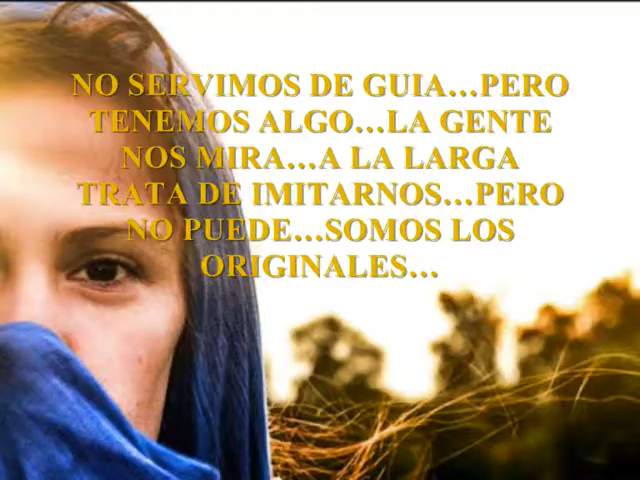 NO SERVIMOS DE GUIA...PERO
TENEMOS ALGO...LA GENTE
NOS MIRA...A LA LARGA
TRATA DE IMITARNOS...PERO
NO PUEDE...SOMOS LOS
ORIGINALES...